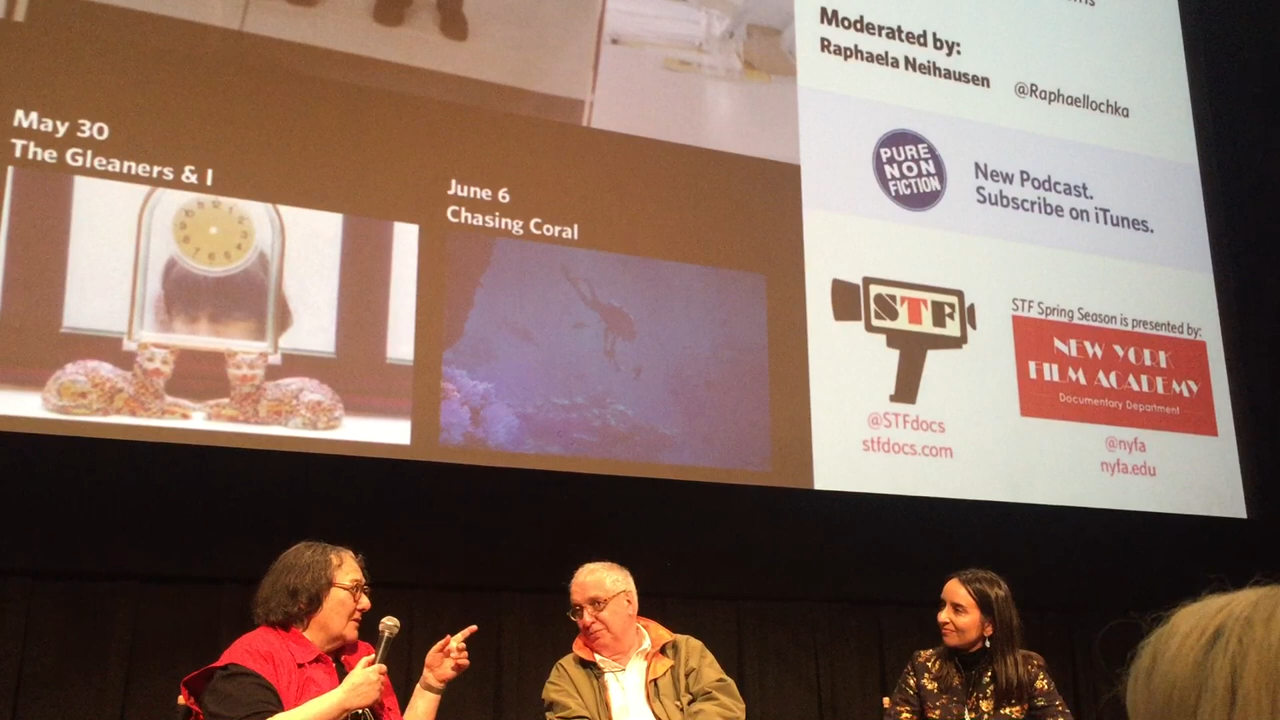 Moderated by:
Raphaela Neihausen @Raphaellochka
May 30
The Gleaners & I
June 6
Chasing Coral
PURE
NON
FICTION
New Podcast.
Subscribe on iTunes.
STF
@STFdocs
stfdocs.com
STF Spring Season is presented by:
NEW YORK
FILM ACADEMY
Documentary Department
@nyfa
nyfa.edu